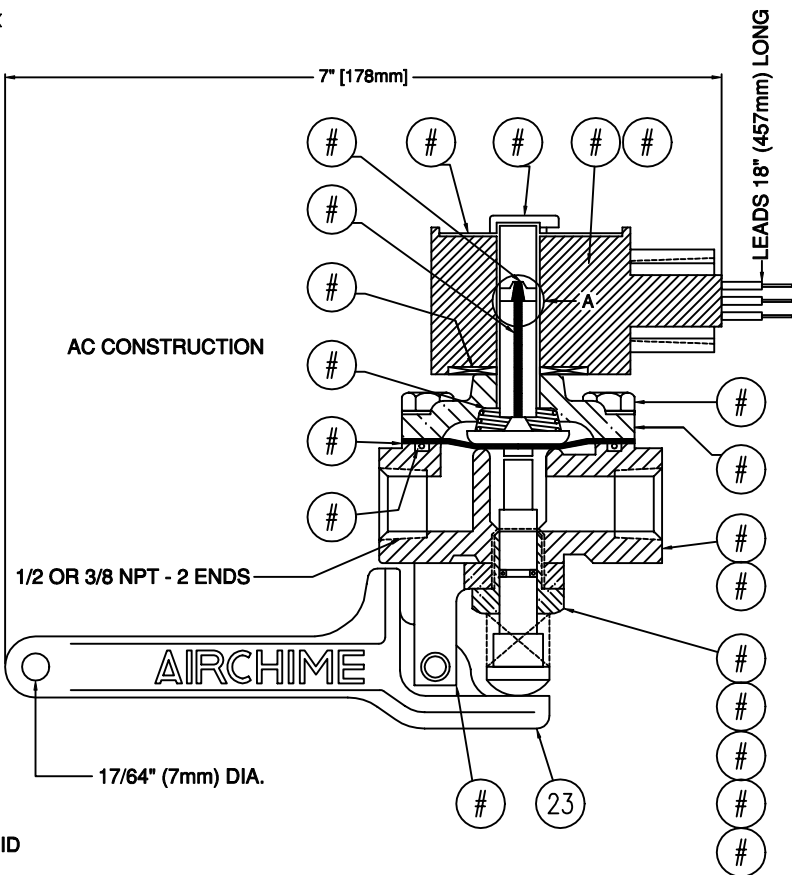 7" [178mm]
LEADS 18" (457mm) LONG
# # # # #
#
#
A
AC CONSTRUCTION
#
#
#
#
#
#
1/2 OR 3/8 NPT - 2 ENDS
#
#
AIRCHIME
#
#
17/64" (7mm) DIA.
# 23
#
#
ID
#